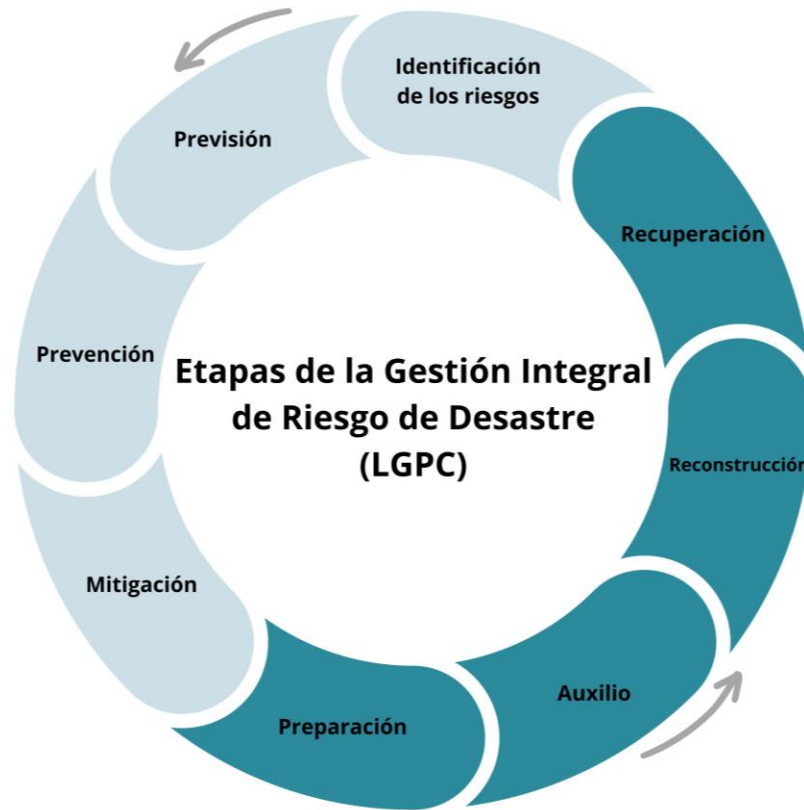 Identificación
de los riesgos
Previsión
Prevención
Mitigación
Preparación
Auxilio
Reconstrucción
Recuperación
Etapas de la Gestión Integral
de Riesgo de Desastre
(LGPC)